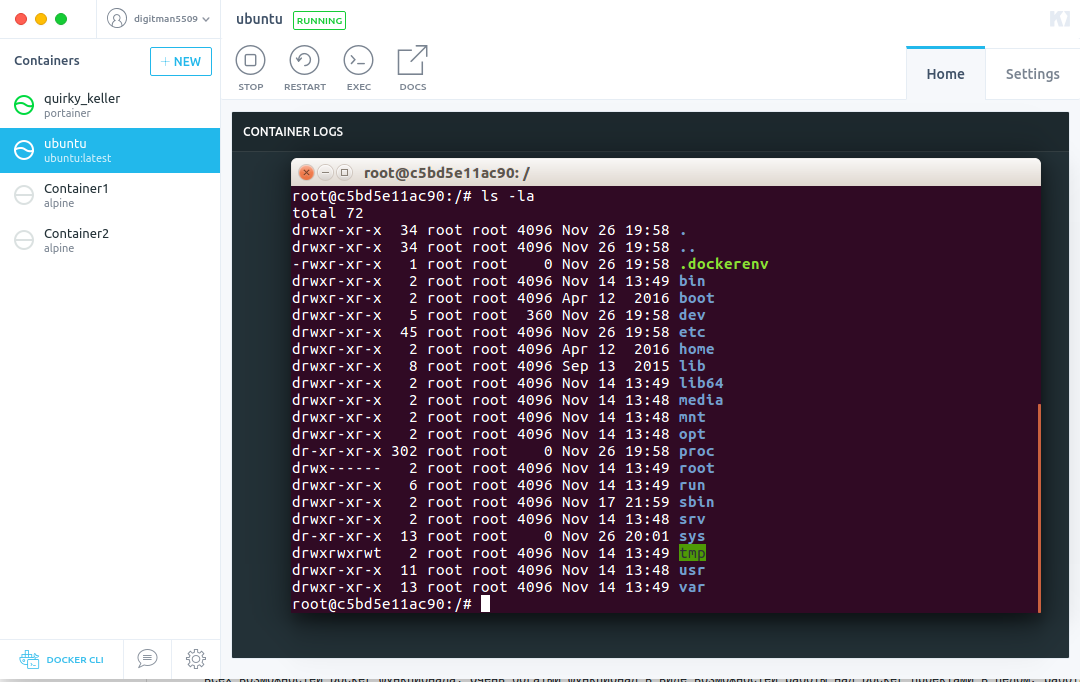 digitman5509
ubuntu
RUNNING
Containers
+ NEW
STOP
RESTART
EXEC
DOCS
Home
Settings
quirky_keller
portainer
ubuntu
ubuntu:latest
Container1
alpine
Container2
alpine
CONTAINER LOGS
root@c5bd5e11ac90: /
root@c5bd5e11ac90:/# ls -la
total 72
drwxr-xr-x  34 root root 4096 Nov 26 19:58 .
drwxr-xr-x  34 root root 4096 Nov 26 19:58 ..
-rwxr-xr-x   1 root root    0 Nov 26 19:58 .dockerenv
drwxr-xr-x   2 root root 4096 Nov 14 13:49 bin
drwxr-xr-x   2 root root 4096 Apr 12  2016 boot
drwxr-xr-x   5 root root  360 Nov 26 19:58 dev
drwxr-xr-x  45 root root 4096 Nov 26 19:58 etc
drwxr-xr-x   2 root root 4096 Apr 12  2016 home
drwxr-xr-x   8 root root 4096 Sep 13  2015 lib
drwxr-xr-x   2 root root 4096 Nov 14 13:49 lib64
drwxr-xr-x   2 root root 4096 Nov 14 13:48 media
drwxr-xr-x   2 root root 4096 Nov 14 13:48 mnt
drwxr-xr-x   2 root root 4096 Nov 14 13:48 opt
dr-xr-xr-x 302 root root    0 Nov 26 19:58 proc
drwx------   2 root root 4096 Nov 14 13:49 root
drwxr-xr-x   6 root root 4096 Nov 14 13:49 run
drwxr-xr-x   2 root root 4096 Nov 17 21:59 sbin
drwxr-xr-x   2 root root 4096 Nov 14 13:48 srv
dr-xr-xr-x  13 root root    0 Nov 26 20:01 sys
drwxrwxrwt   2 root root 4096 Nov 14 13:49 tmp
drwxr-xr-x  11 root root 4096 Nov 14 13:48 usr
drwxr-xr-x  13 root root 4096 Nov 14 13:49 var
root@c5bd5e11ac90:/#
DOCKER CLI